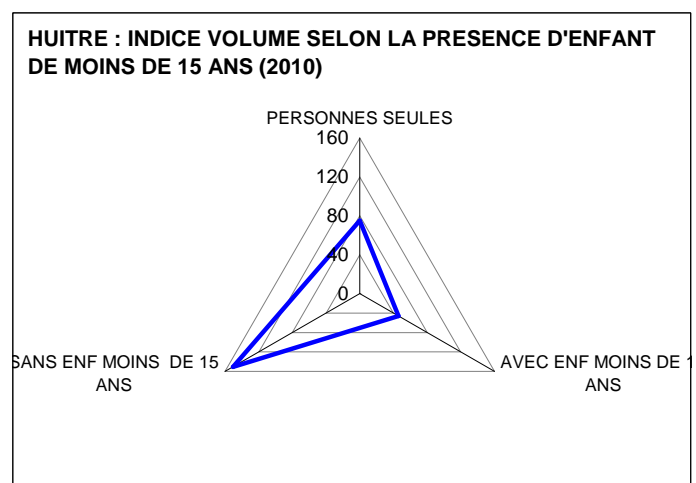 HUITRE : INDICE VOLUME SELON LA PRESENCE D'ENFANT
DE MOINS DE 15 ANS (2010)
PERSONNES SEULES
160
120
80
40
0
SANS ENF MOINS DE 15
ANS
AVEC ENF MOINS DE 1
ANS